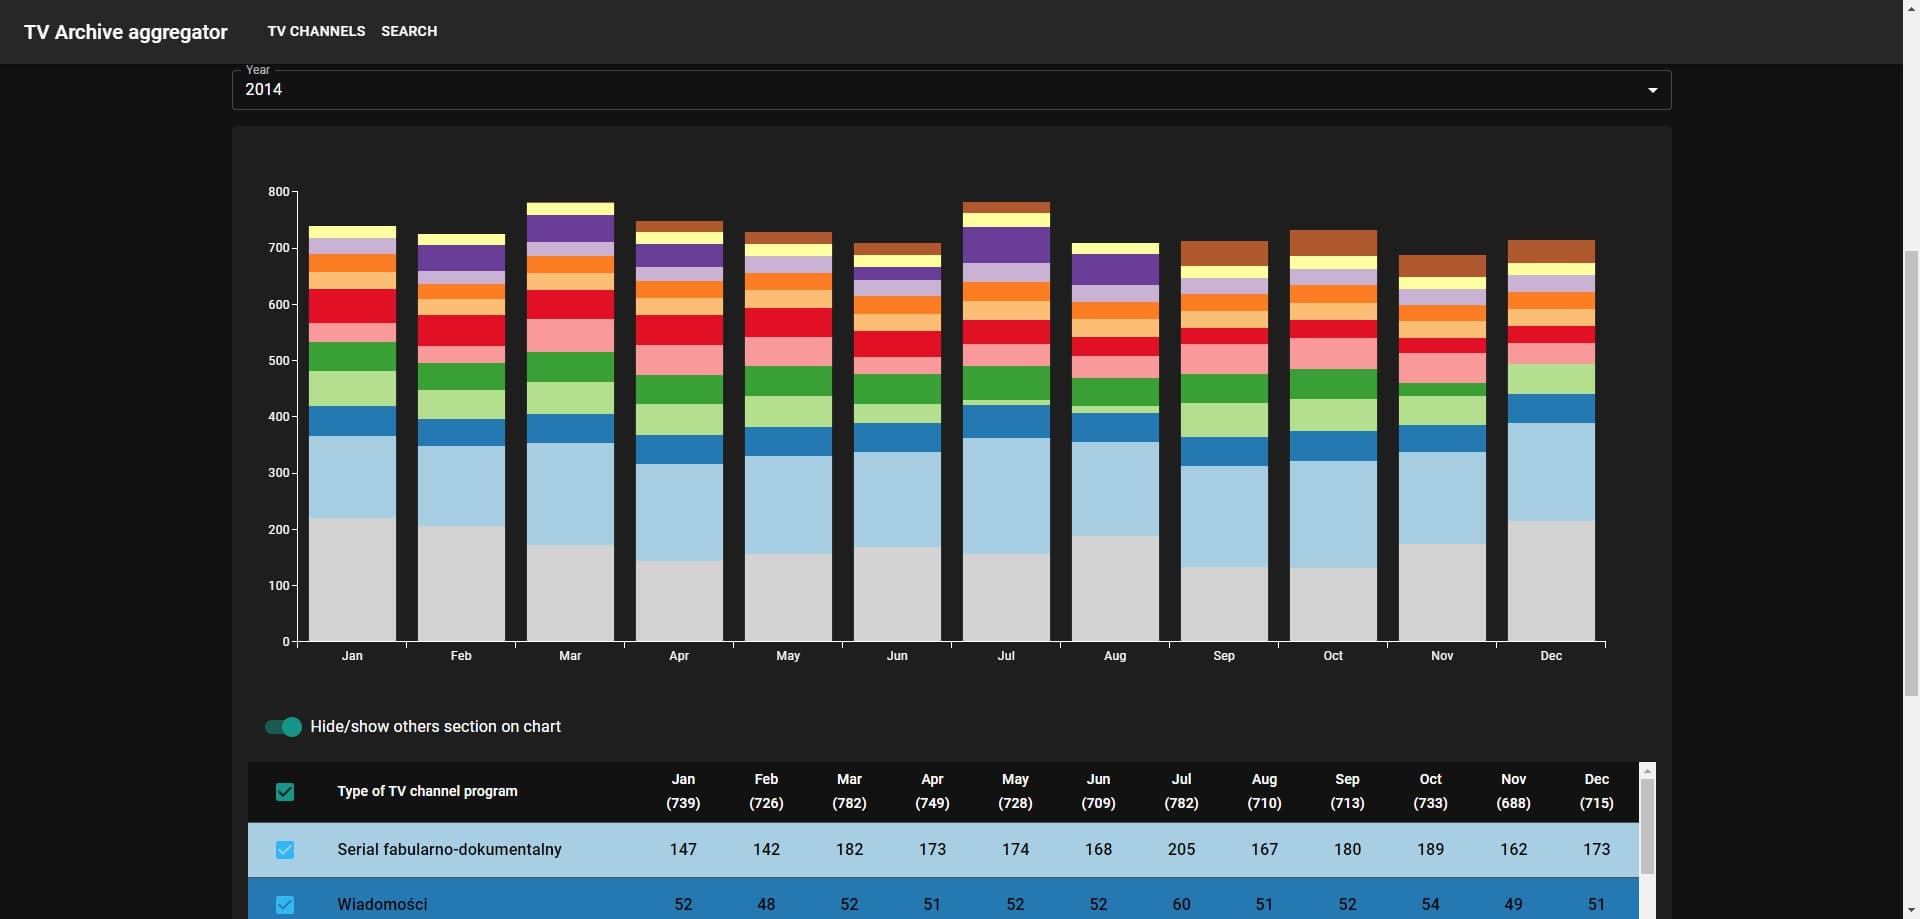 TV Archive aggregator TV CHANNELS SEARCH
Year
2014
800
700
600
500
400
300
200
100
0
Jan Feb Mar Apr May Jun Jul Aug Sep Oct Nov Dec
Hide/show others section on chart
Type of TV channel program Jan (739) Feb (726) Mar (782) Apr (749) May (728) Jun (709) Jul (782) Aug (710) Sep (713) Oct (733) Nov (688) Dec (715)
Serial fabularno-dokumentalny 147 142 182 173 174 168 205 167 180 189 162 173
Wiadomości 52 48 52 51 52 52 60 51 52 54 49 51